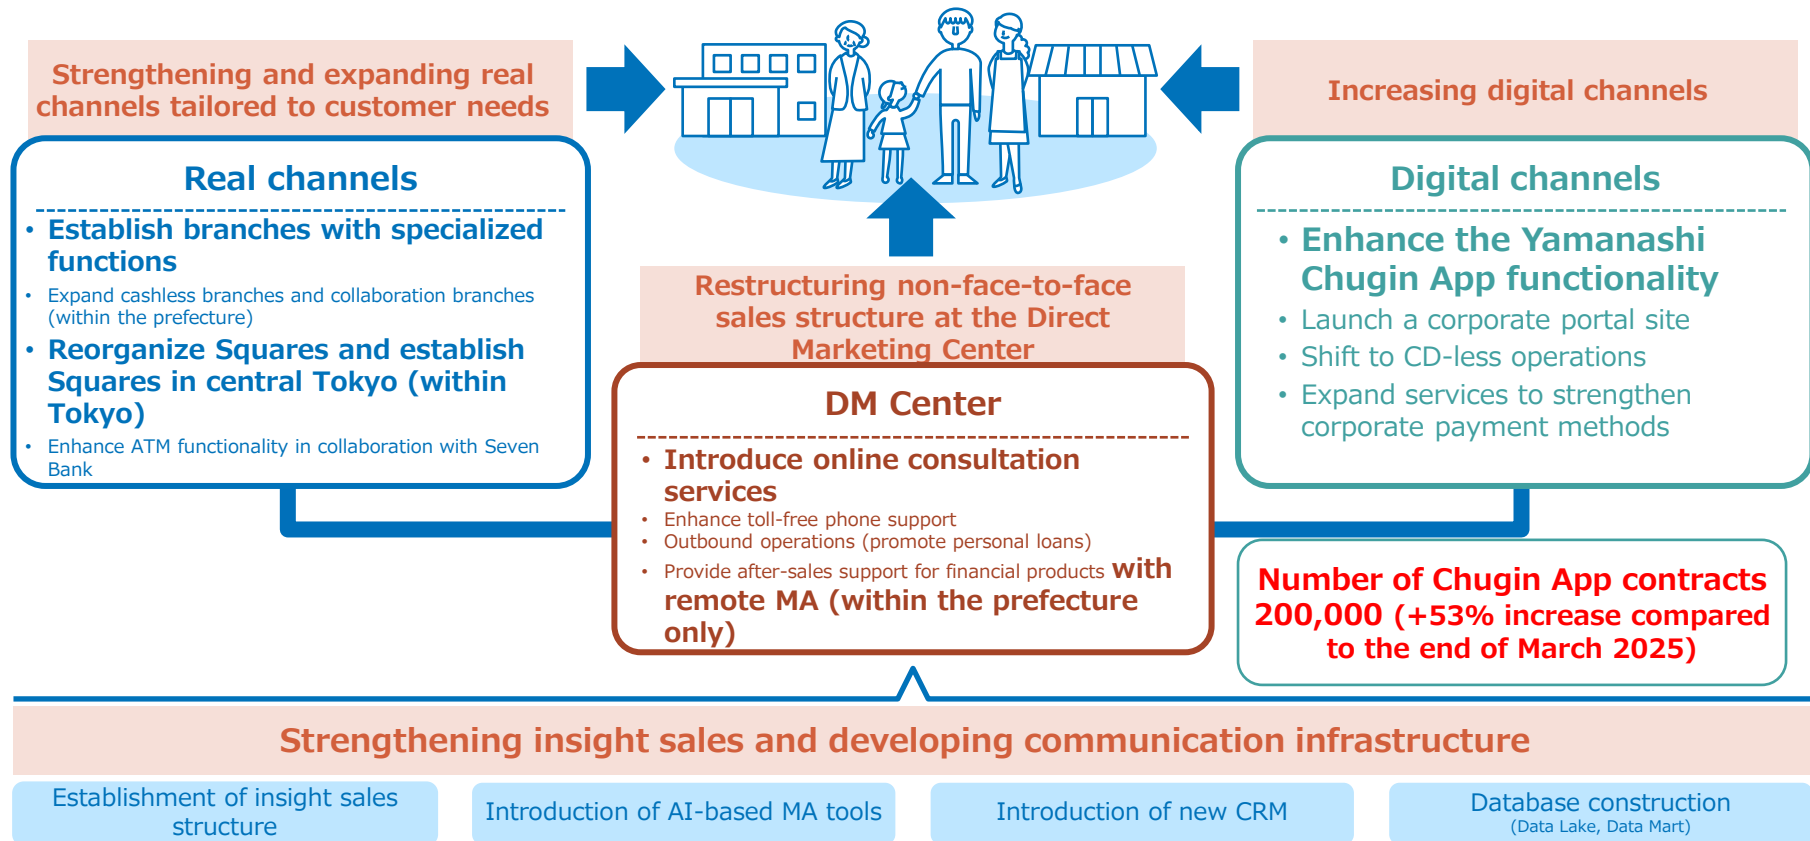 Strengthening and expanding real
channels tailored to customer needs
Increasing digital channels
Real channels
• Establish branches with specialized
functions
• Expand cashless branches and collaboration branches
(within the prefecture)
• Reorganize Squares and establish
Squares in central Tokyo (within
Tokyo)
• Enhance ATM functionality in collaboration with Seven
Bank
Restructuring non-face-to-face
sales structure at the Direct
Marketing Center
DM Center
• Introduce online consultation
services
• Enhance toll-free phone support
• Outbound operations (promote personal loans)
• Provide after-sales support for financial products with
remote MA (within the prefecture
only)
Digital channels
• Enhance the Yamanashi
Chugin App functionality
• Launch a corporate portal site
• Shift to CD-less operations
• Expand services to strengthen
corporate payment methods
Number of Chugin App contracts
200,000 (+53% increase compared
to the end of March 2025)
Strengthening insight sales and developing communication infrastructure
Establishment of insight sales
structure
Introduction of AI-based MA tools
Introduction of new CRM
Database construction
(Data Lake, Data Mart)